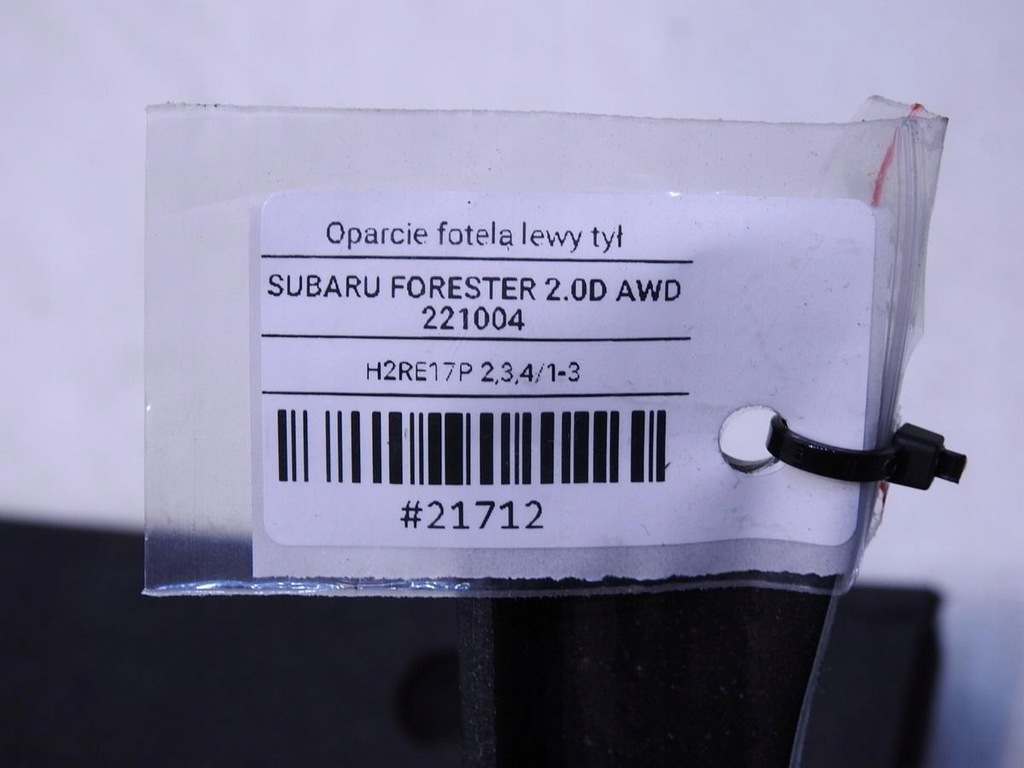 Oparcie fotela lewy tył
SUBARU FORESTER 2.0D AWD
221004
H2RE17P 2,3,4/1-3
#21712